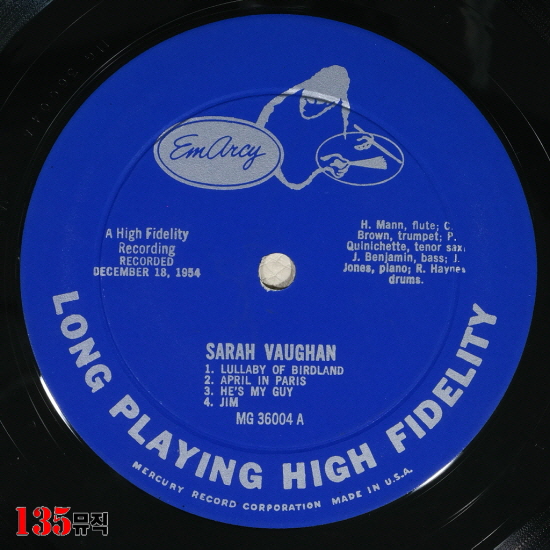 EmArcy
A High Fidelity
Recording
RECORDED
DECEMBER 18, 1954
H. Mann, flute; C.
Brown, trumpet; P.
Quinichette, tenor sax;
J. Benjamin, bass; J.
Jones, piano; R. Haynes
drums.
SARAH VAUGHAN
1. LULLABY OF BIRDLAND
2. APRIL IN PARIS
3. HE'S MY GUY
4. JIM
MG 36004 A
LONG PLAYING HIGH FIDELITY
MERCURY RECORD CORPORATION MADE IN U.S.A.
135뮤직